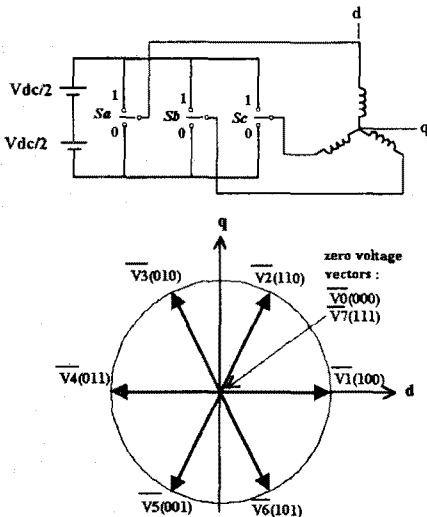 d
Vdc/2
1
1
1
Sa
Sb
Sc
q
0
0
0
Vdc/2
q
V3(010)
V2(110)
zero voltage
vectors :
V0(000)
V7(111)
V4(011)
V1(100)
d
V5(001)
V6(101)